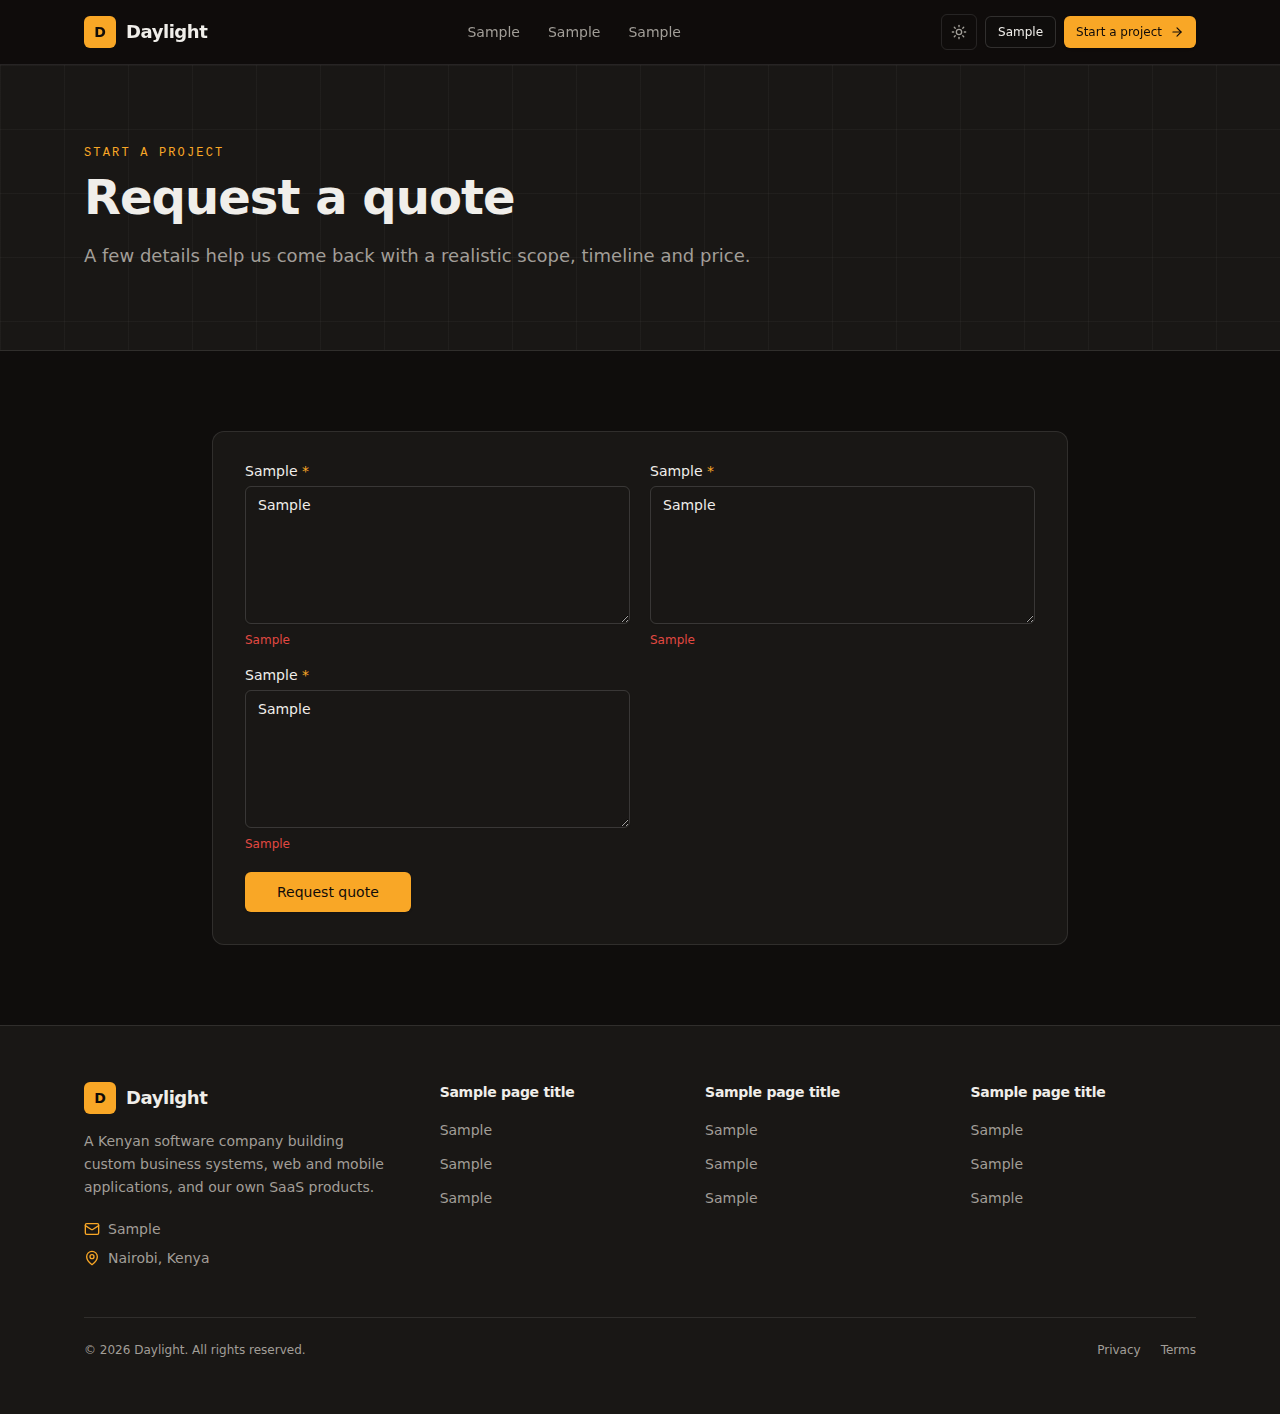 D Daylight
Sample Sample Sample
Sample
Start a project
START A PROJECT
Request a quote
A few details help us come back with a realistic scope, timeline and price.
Sample *
Sample
Sample
Sample *
Sample
Sample
Sample *
Sample
Sample
Request quote
D Daylight
A Kenyan software company building
custom business systems, web and mobile
applications, and our own SaaS products.
Sample
Nairobi, Kenya
Sample page title
Sample
Sample
Sample
Sample page title
Sample
Sample
Sample
Sample page title
Sample
Sample
Sample
© 2026 Daylight. All rights reserved.
Privacy Terms